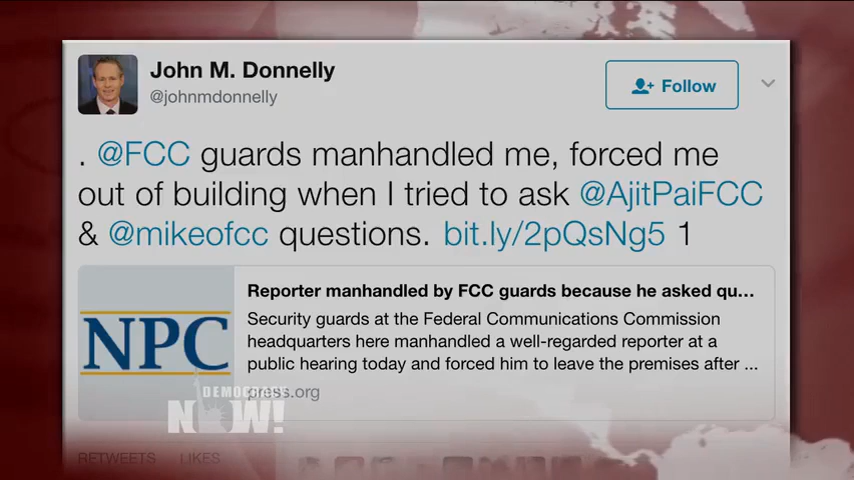 John M. Donnelly
@johnmdonnelly
Follow
. @FCC guards manhandled me, forced me
out of building when I tried to ask @AjitPaiFCC
& @mikeofcc questions. bit.ly/2pQsNg5 1
NPC
Reporter manhandled by FCC guards because he asked qu...
Security guards at the Federal Communications Commission
headquarters here manhandled a well-regarded reporter at a
public hearing today and forced him to leave the premises after ...
press.org
DEMOCRACY
NOW!
RETWEETS LIKES